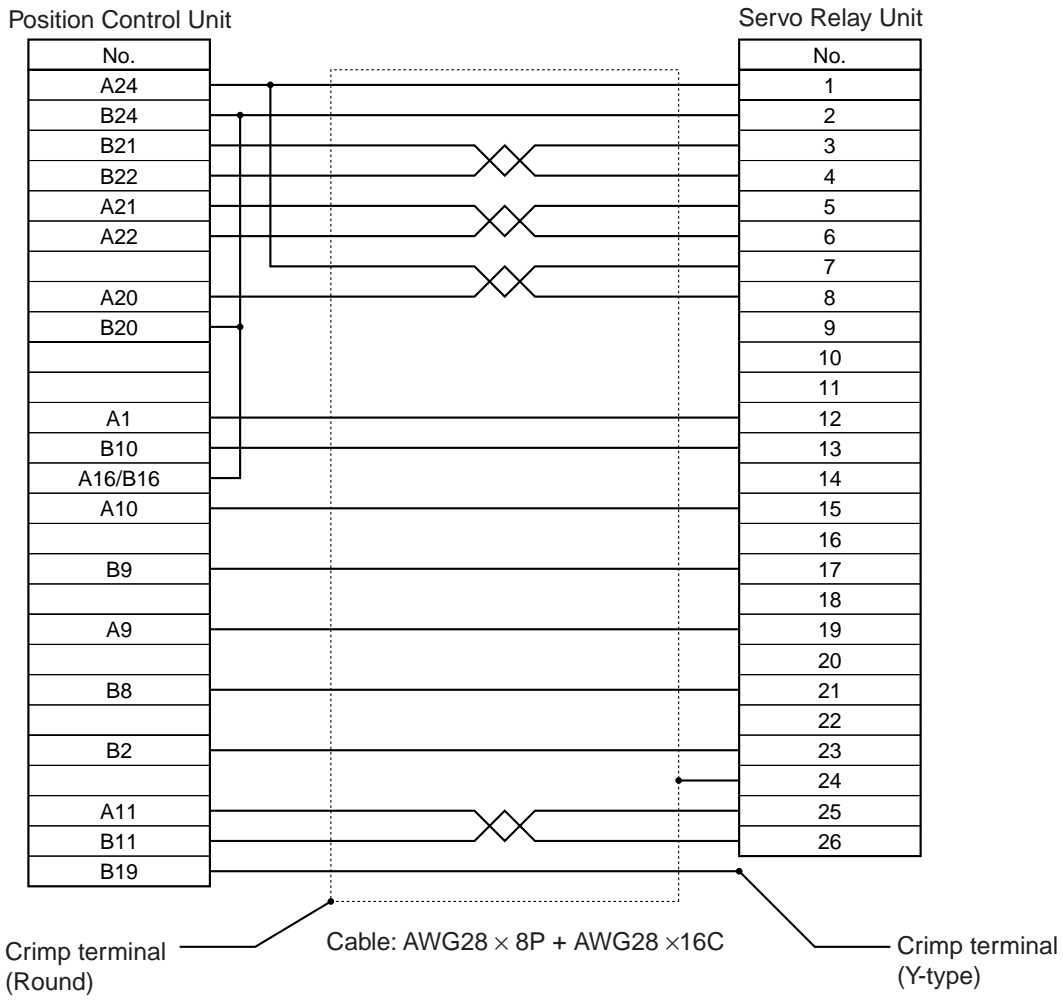 Position Control Unit Servo Relay Unit
No. No.
A24 1
B24 2
B21 3
B22 4
A21 5
A22 6
7
A20 8
B20 9
10
11
A1 12
B10 13
A16/B16 14
A10 15
16
B9 17
18
A9 19
20
B8 21
22
B2 23
24
A11 25
B11 26
B19
Cable: AWG28 × 8P + AWG28 ×16C
Crimp terminal
(Round)
Crimp terminal
(Y-type)